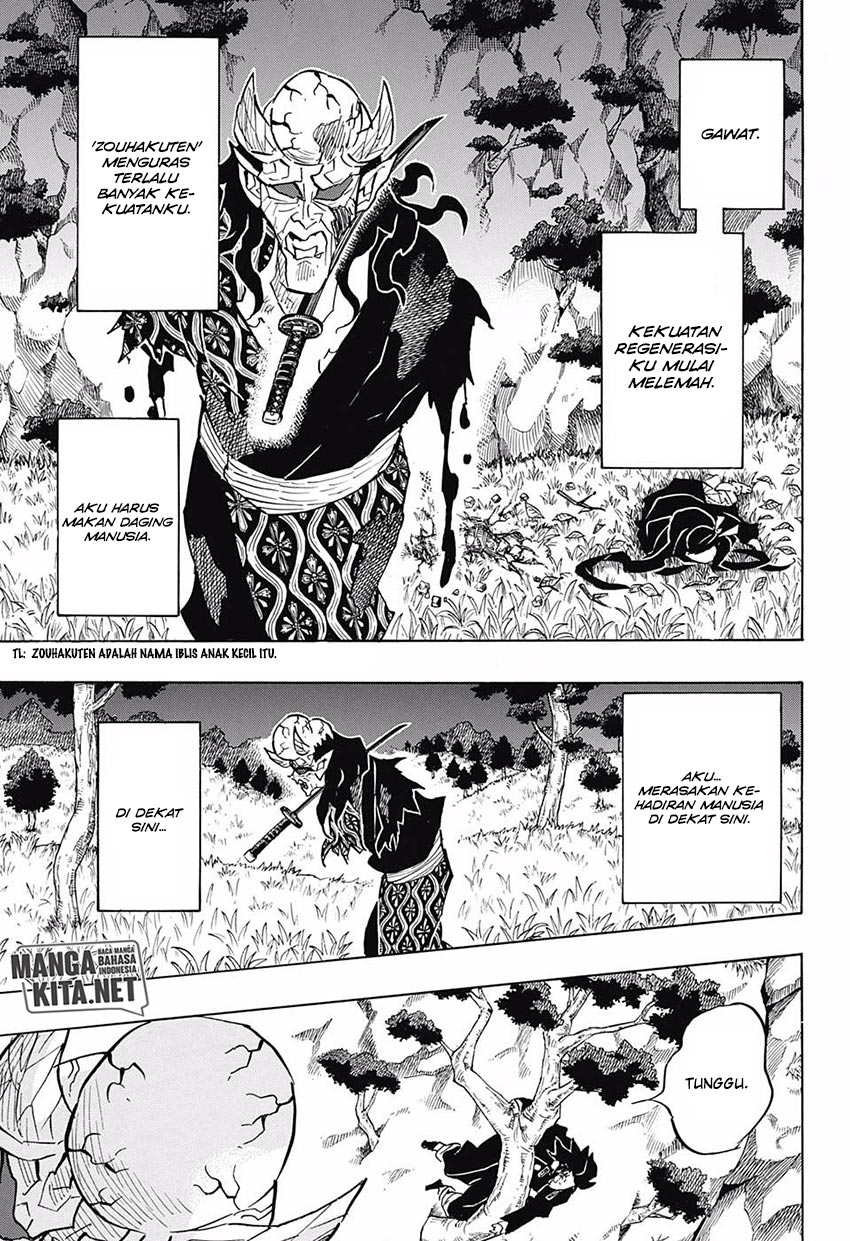 GAWAT.
KEKUATAN
REGENERASI-
KU MULAI
MELEMAH.
'ZOUHAKUTEN'
MENGURAS
TERLALU
BANYAK KE-
KUATANKU.
AKU HARUS
MAKAN DAGING
MANUSIA.
TL: ZOUHAKUTEN ADALAH NAMA IBLIS ANAK KECIL ITU.
AKU...
MERASAKAN KE-
HADIRAN MANUSIA
DI DEKAT SINI.
DI DEKAT
SINI...
MANGA
KITA.NET
BACA MANGA
BAHASA
INDONESIA
TUNGGU.